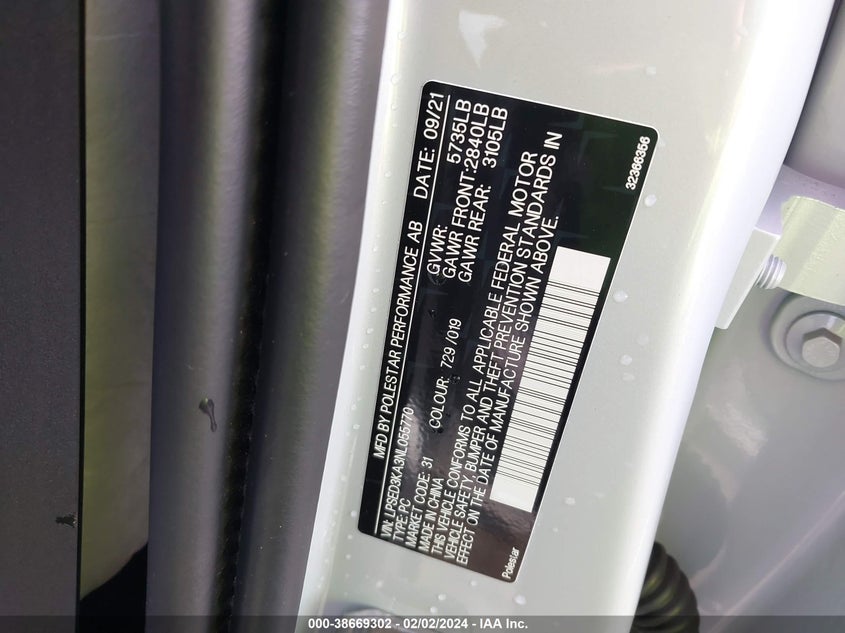 MFD BY POLESTAR PERFORMANCE AB DATE: 09/21
VIN: LPSED3KA3NL055770
TYPE: PC
MARKET CODE: 31
MADE IN CHINA
COLOUR: 729 /019
GVWR: 5735LB
GAWR FRONT: 2840LB
GAWR REAR: 3105LB
THIS VEHICLE CONFORMS TO ALL APPLICABLE FEDERAL MOTOR
VEHICLE SAFETY, BUMPER AND THEFT PREVENTION STANDARDS IN
EFFECT ON THE DATE OF MANUFACTURE SHOWN ABOVE.
Polestar
32366356
000-38669302 - 02/02/2024 - IAA Inc.